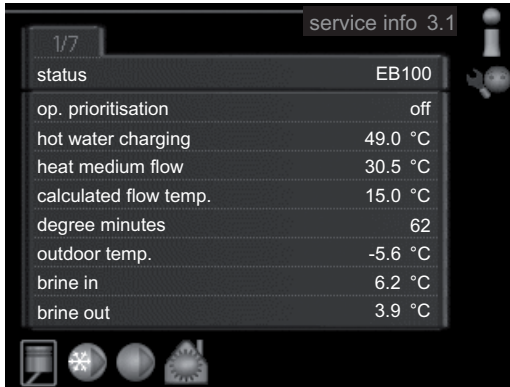 service info 3.1
1/7
status EB100
op. prioritisation off
hot water charging 49.0 °C
heat medium flow 30.5 °C
calculated flow temp. 15.0 °C
degree minutes 62
outdoor temp. -5.6 °C
brine in 6.2 °C
brine out 3.9 °C